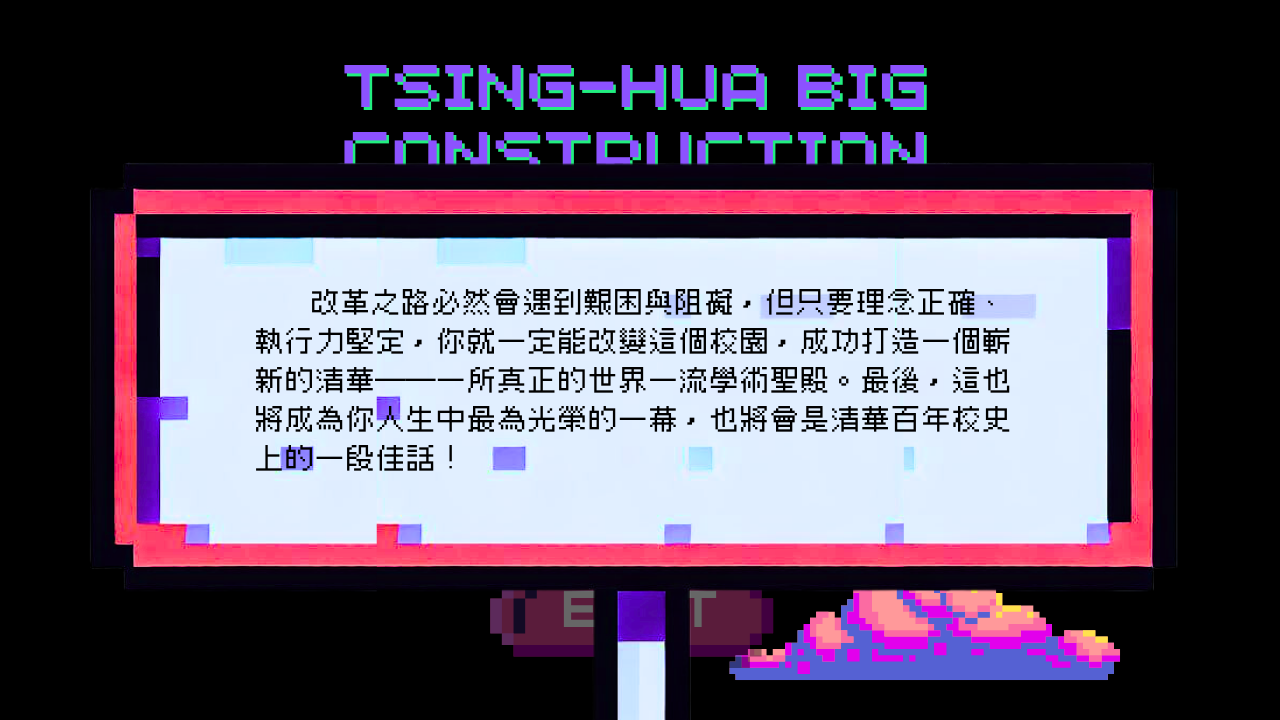 TSING-HUA BIG
CONSTRUCTION
改革之路必然會遇到艱困與阻礙，但只要理念正確、
執行力堅定，你就一定能改變這個校園，成功打造一個嶄
新的清華———所真正的世界一流學術聖殿。最後，這也
將成為你人生中最為光榮的一幕，也將會是清華百年校史
上的一段佳話！